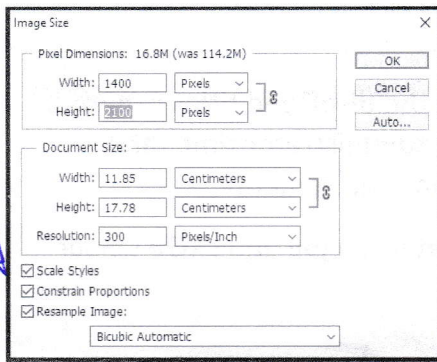 Image Size
Pixel Dimensions: 16.8M (was 114.2M)
Width: 1400 Pixels
Height: 2100 Pixels
OK
Cancel
Auto...
Document Size:
Width: 11.85 Centimeters
Height: 17.78 Centimeters
Resolution: 300 Pixels/Inch
Scale Styles
Constrain Proportions
Resample Image:
Bicubic Automatic